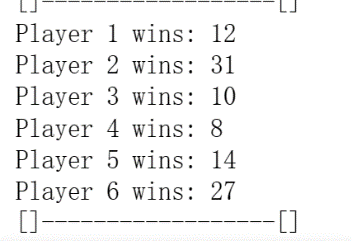 []------------------[]
Player 1 wins: 12
Player 2 wins: 31
Player 3 wins: 10
Player 4 wins: 8
Player 5 wins: 14
Player 6 wins: 27
[]------------------[]